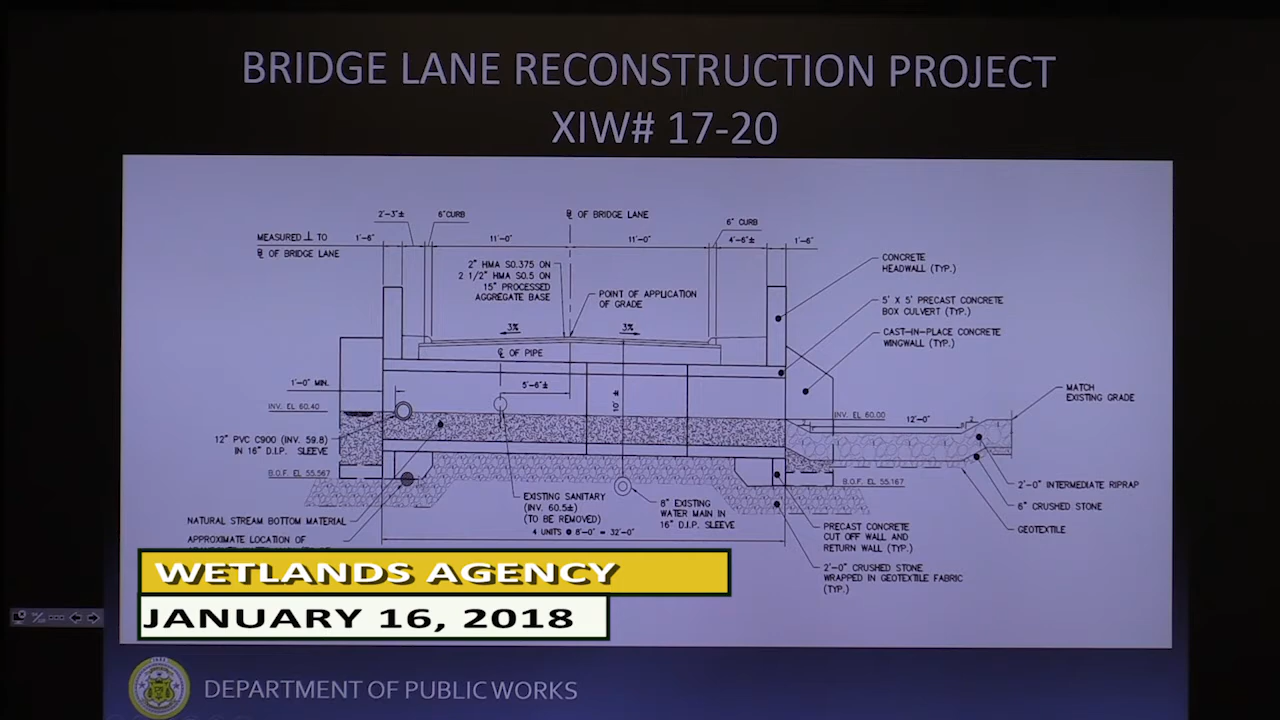 BRIDGE LANE RECONSTRUCTION PROJECT
XIW# 17-20
2'-3"±
6"CURB
℄ OF BRIDGE LANE
6" CURB
MEASURED ⊥ TO
℄ OF BRIDGE LANE
1'-6"
11'-0"
11'-0"
4'-6"±
1'-6"
2" HMA S0.375 ON
2 1/2" HMA S0.5 ON
15" PROCESSED
AGGREGATE BASE
POINT OF APPLICATION
OF GRADE
CONCRETE
HEADWALL (TYP.)
5' X 5' PRECAST CONCRETE
BOX CULVERT (TYP.)
CAST-IN-PLACE CONCRETE
WINGWALL (TYP.)
3%
3%
℄ OF PIPE
1'-0" MIN.
5'-6"±
10' ±
MATCH
EXISTING GRADE
INV. EL 60.40
INV. EL 60.00
12'-0"
2'
12" PVC C900 (INV. 59.8)
IN 16" D.I.P. SLEEVE
B.O.F. EL 55.567
B.O.F. EL 55.167
2'-0" INTERMEDIATE RIPRAP
6" CRUSHED STONE
GEOTEXTILE
EXISTING SANITARY
(INV. 60.5±)
(TO BE REMOVED)
8" EXISTING
WATER MAIN IN
16" D.I.P. SLEEVE
4 UNITS @ 8'-0" = 32'-0"
NATURAL STREAM BOTTOM MATERIAL
APPROXIMATE LOCATION OF
PRECAST CONCRETE
CUT OFF WALL AND
RETURN WALL (TYP.)
2'-0" CRUSHED STONE
WRAPPED IN GEOTEXTILE FABRIC
(TYP.)
WETLANDS AGENCY
JANUARY 16, 2018
DEPARTMENT OF PUBLIC WORKS